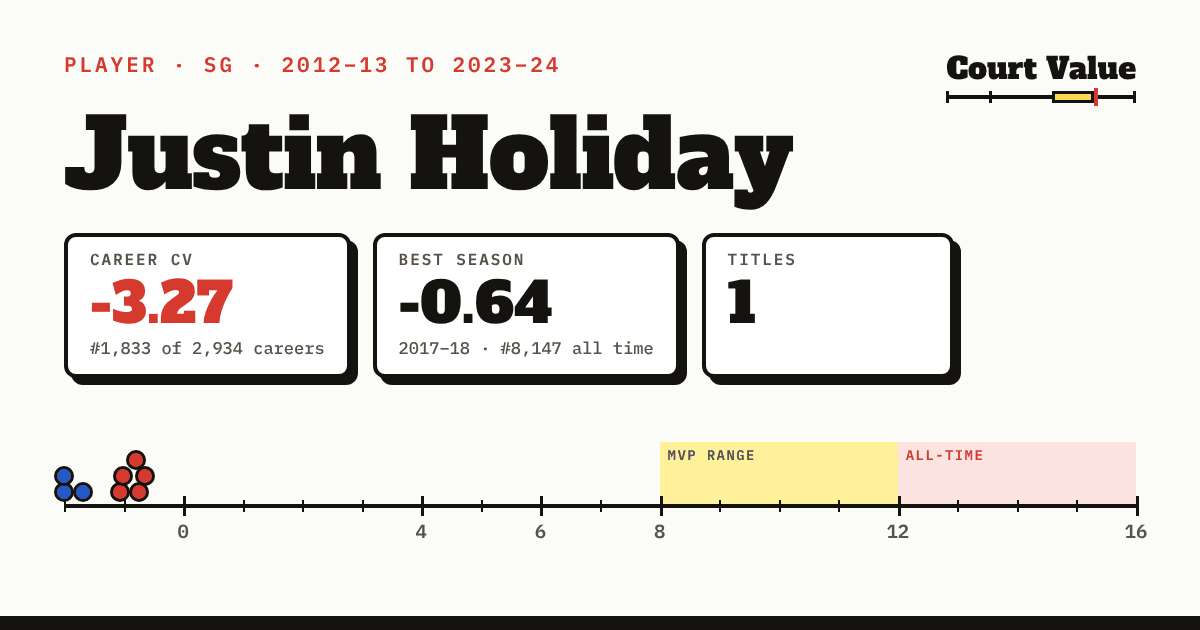 PLAYER · SG · 2012–13 TO 2023–24
Court Value
Justin Holiday
CAREER CV
-3.27
#1,833 of 2,934 careers
BEST SEASON
-0.64
2017–18 · #8,147 all time
TITLES
1
MVP RANGE
ALL-TIME
0 4 6 8 12 16